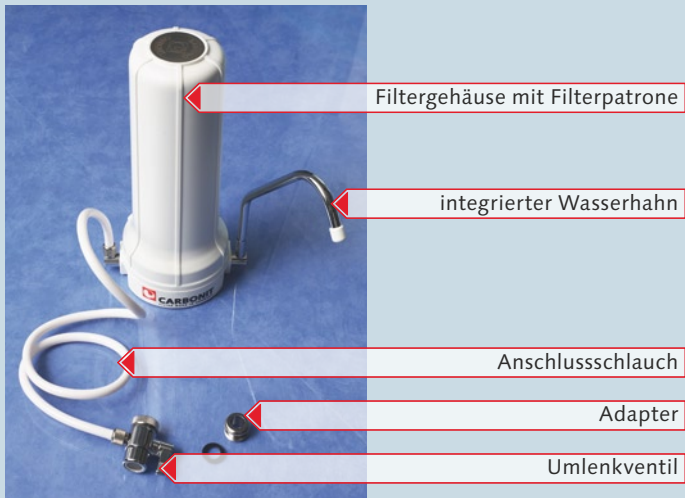 Filtergehäuse mit Filterpatrone
integrierter Wasserhahn
CARBONIT
Anschlussschlauch
Adapter
Umlenkventil